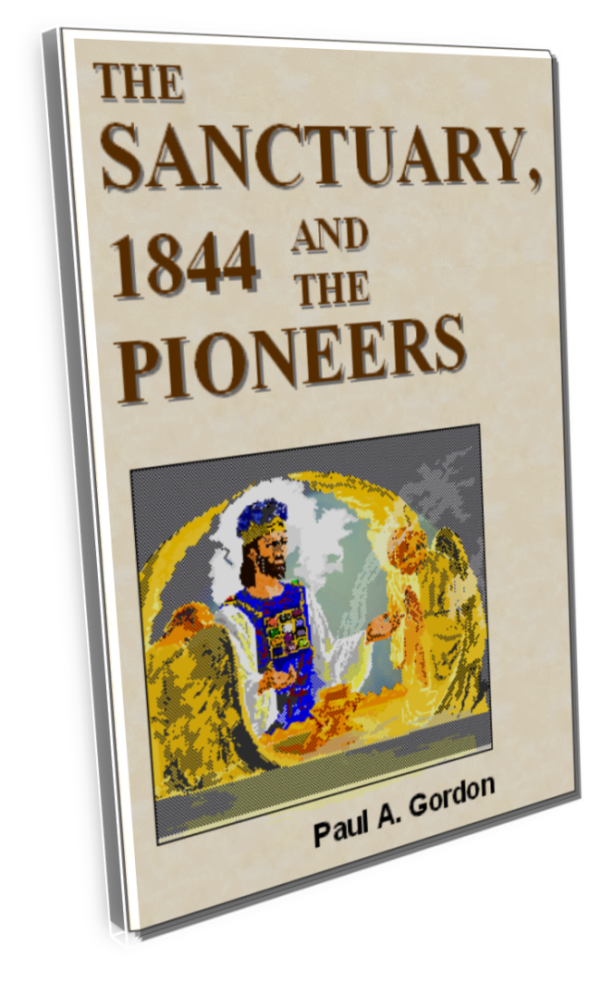 THE
SANCTUARY,
1844 AND
THE
PIONEERS
Paul A. Gordon